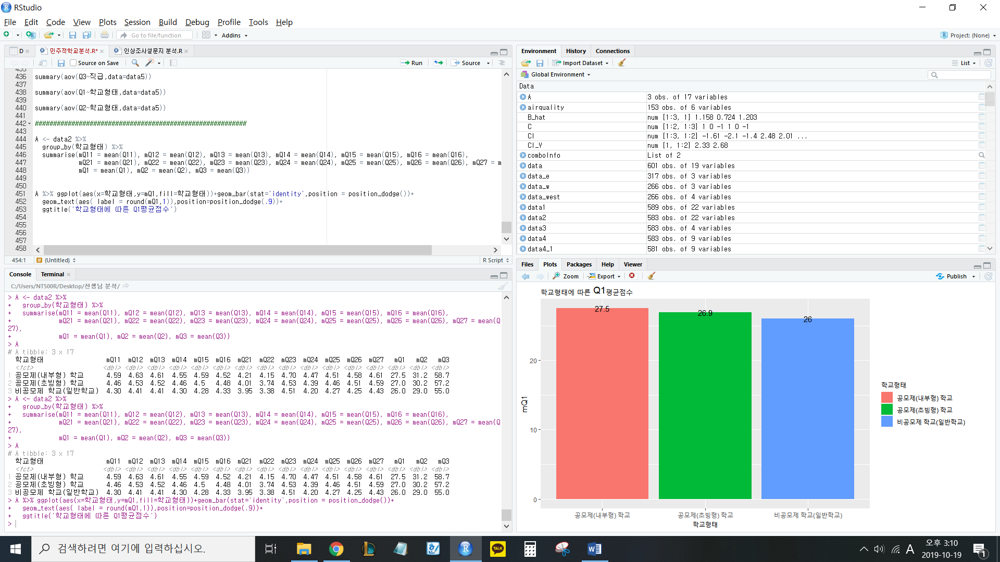 RStudio
File Edit Code View Plots Session Build Debug Profile Tools Help
Go to file/function Addins Project: (None)
D 민주적학교분석.R* 인상조사설문지 분석.R
Source on Save Run Source
435
436 summary(aov(Q3~직급,data=data5))
437
438 summary(aov(Q1~학교형태,data=data5))
439
440 summary(aov(Q2~학교형태,data=data5))
441
442 ##########################################################
443
444 A <- data2 %>%
445 group_by(학교형태) %>%
446 summarise(mQ11 = mean(Q11), mQ12 = mean(Q12), mQ13 = mean(Q13), mQ14 = mean(Q14), mQ15 = mean(Q15), mQ16 = mean(Q16),
447 mQ21 = mean(Q21), mQ22 = mean(Q22), mQ23 = mean(Q23), mQ24 = mean(Q24), mQ25 = mean(Q25), mQ26 = mean(Q26), mQ27 = m
448 mQ1 = mean(Q1), mQ2 = mean(Q2), mQ3 = mean(Q3))
449
450
451 A %>% ggplot(aes(x=학교형태,y=mQ1,fill=학교형태))+geom_bar(stat='identity',position = position_dodge())+
452 geom_text(aes( label = round(mQ1,1)),position=position_dodge(.9))+
453 ggtitle('학교형태에 따른 Q1평균점수')
454
455
456
457
458
454:1 (Untitled) R Script
Console Terminal
C:/Users/NT500R/Desktop/선생님 분석/
> A <- data2 %>%
+ group_by(학교형태) %>%
+ summarise(mQ11 = mean(Q11), mQ12 = mean(Q12), mQ13 = mean(Q13), mQ14 = mean(Q14), mQ15 = mean(Q15), mQ16 = mean(Q16),
+ mQ21 = mean(Q21), mQ22 = mean(Q22), mQ23 = mean(Q23), mQ24 = mean(Q24), mQ25 = mean(Q25), mQ26 = mean(Q26), mQ27 = mean(Q
27),
+ mQ1 = mean(Q1), mQ2 = mean(Q2), mQ3 = mean(Q3))
> A
# A tibble: 3 x 17
학교형태 mQ11 mQ12 mQ13 mQ14 mQ15 mQ16 mQ21 mQ22 mQ23 mQ24 mQ25 mQ26 mQ27 mQ1 mQ2 mQ3
<fct> <dbl> <dbl> <dbl> <dbl> <dbl> <dbl> <dbl> <dbl> <dbl> <dbl> <dbl> <dbl> <dbl> <dbl> <dbl> <dbl>
1 공모제(내부형) 학교 4.59 4.63 4.61 4.55 4.59 4.52 4.21 4.15 4.70 4.47 4.51 4.58 4.61 27.5 31.2 58.7
2 공모제(초빙형) 학교 4.46 4.53 4.52 4.46 4.5 4.48 4.01 3.74 4.53 4.39 4.46 4.51 4.59 27.0 30.2 57.2
3 비공모제 학교(일반학교) 4.30 4.41 4.41 4.30 4.28 4.33 3.95 3.38 4.51 4.20 4.27 4.25 4.43 26.0 29.0 55.0
> A <- data2 %>%
+ group_by(학교형태) %>%
+ summarise(mQ11 = mean(Q11), mQ12 = mean(Q12), mQ13 = mean(Q13), mQ14 = mean(Q14), mQ15 = mean(Q15), mQ16 = mean(Q16),
+ mQ21 = mean(Q21), mQ22 = mean(Q22), mQ23 = mean(Q23), mQ24 = mean(Q24), mQ25 = mean(Q25), mQ26 = mean(Q26), mQ27 = mean(Q
27),
+ mQ1 = mean(Q1), mQ2 = mean(Q2), mQ3 = mean(Q3))
> A
# A tibble: 3 x 17
학교형태 mQ11 mQ12 mQ13 mQ14 mQ15 mQ16 mQ21 mQ22 mQ23 mQ24 mQ25 mQ26 mQ27 mQ1 mQ2 mQ3
<fct> <dbl> <dbl> <dbl> <dbl> <dbl> <dbl> <dbl> <dbl> <dbl> <dbl> <dbl> <dbl> <dbl> <dbl> <dbl> <dbl>
1 공모제(내부형) 학교 4.59 4.63 4.61 4.55 4.59 4.52 4.21 4.15 4.70 4.47 4.51 4.58 4.61 27.5 31.2 58.7
2 공모제(초빙형) 학교 4.46 4.53 4.52 4.46 4.5 4.48 4.01 3.74 4.53 4.39 4.46 4.51 4.59 27.0 30.2 57.2
3 비공모제 학교(일반학교) 4.30 4.41 4.41 4.30 4.28 4.33 3.95 3.38 4.51 4.20 4.27 4.25 4.43 26.0 29.0 55.0
> A %>% ggplot(aes(x=학교형태,y=mQ1,fill=학교형태))+geom_bar(stat='identity',position = position_dodge())+
+ geom_text(aes( label = round(mQ1,1)),position=position_dodge(.9))+
+ ggtitle('학교형태에 따른 Q1평균점수')
>
Environment History Connections
Import Dataset List
Global Environment
Data
A 3 obs. of 17 variables
airquality 153 obs. of 6 variables
B_hat num [1:3, 1] 1.158 0.724 1.203
C num [1:2, 1:3] 1 0 -1 1 0 -1
CI num [1:3, 1:2] -1.61 -2.1 -1.4 2.48 2.01 ...
CI_Y num [1, 1:2] 2.33 2.68
comboInfo List of 2
data 601 obs. of 19 variables
data_e 317 obs. of 3 variables
data_w 266 obs. of 3 variables
data_west 266 obs. of 4 variables
data1 589 obs. of 22 variables
data2 583 obs. of 22 variables
data3 583 obs. of 4 variables
data4 583 obs. of 9 variables
data4_1 581 obs. of 9 variables
Files Plots Packages Help Viewer
Zoom Export Publish
학교형태에 따른 Q1평균점수
27.5 26.9 26
20
10
0
mQ1
공모제(내부형) 학교 공모제(초빙형) 학교 비공모제 학교(일반학교)
학교형태
학교형태
공모제(내부형) 학교
공모제(초빙형) 학교
비공모제 학교(일반학교)
검색하려면 여기에 입력하십시오.
TALK
A
오후 3:10
2019-10-19
1